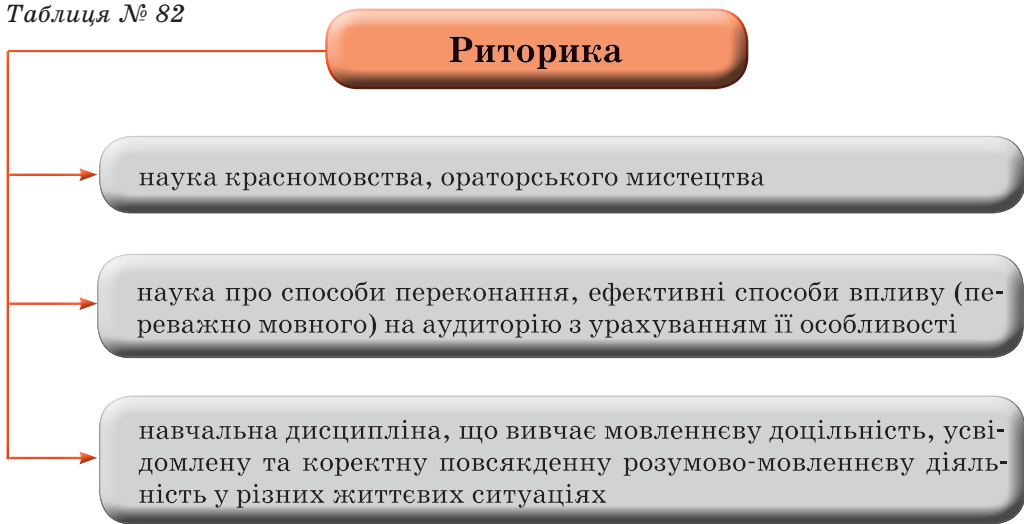 Таблиця № 82
Риторика
наука красномовства, ораторського мистецтва
наука про способи переконання, ефективні способи впливу (пе-
реважно мовного) на аудиторію з урахуванням її особливості
навчальна дисципліна, що вивчає мовленнєву доцільність, усві-
домлену та коректну повсякденну розумово-мовленнєву діяль-
ність у різних життєвих ситуаціях